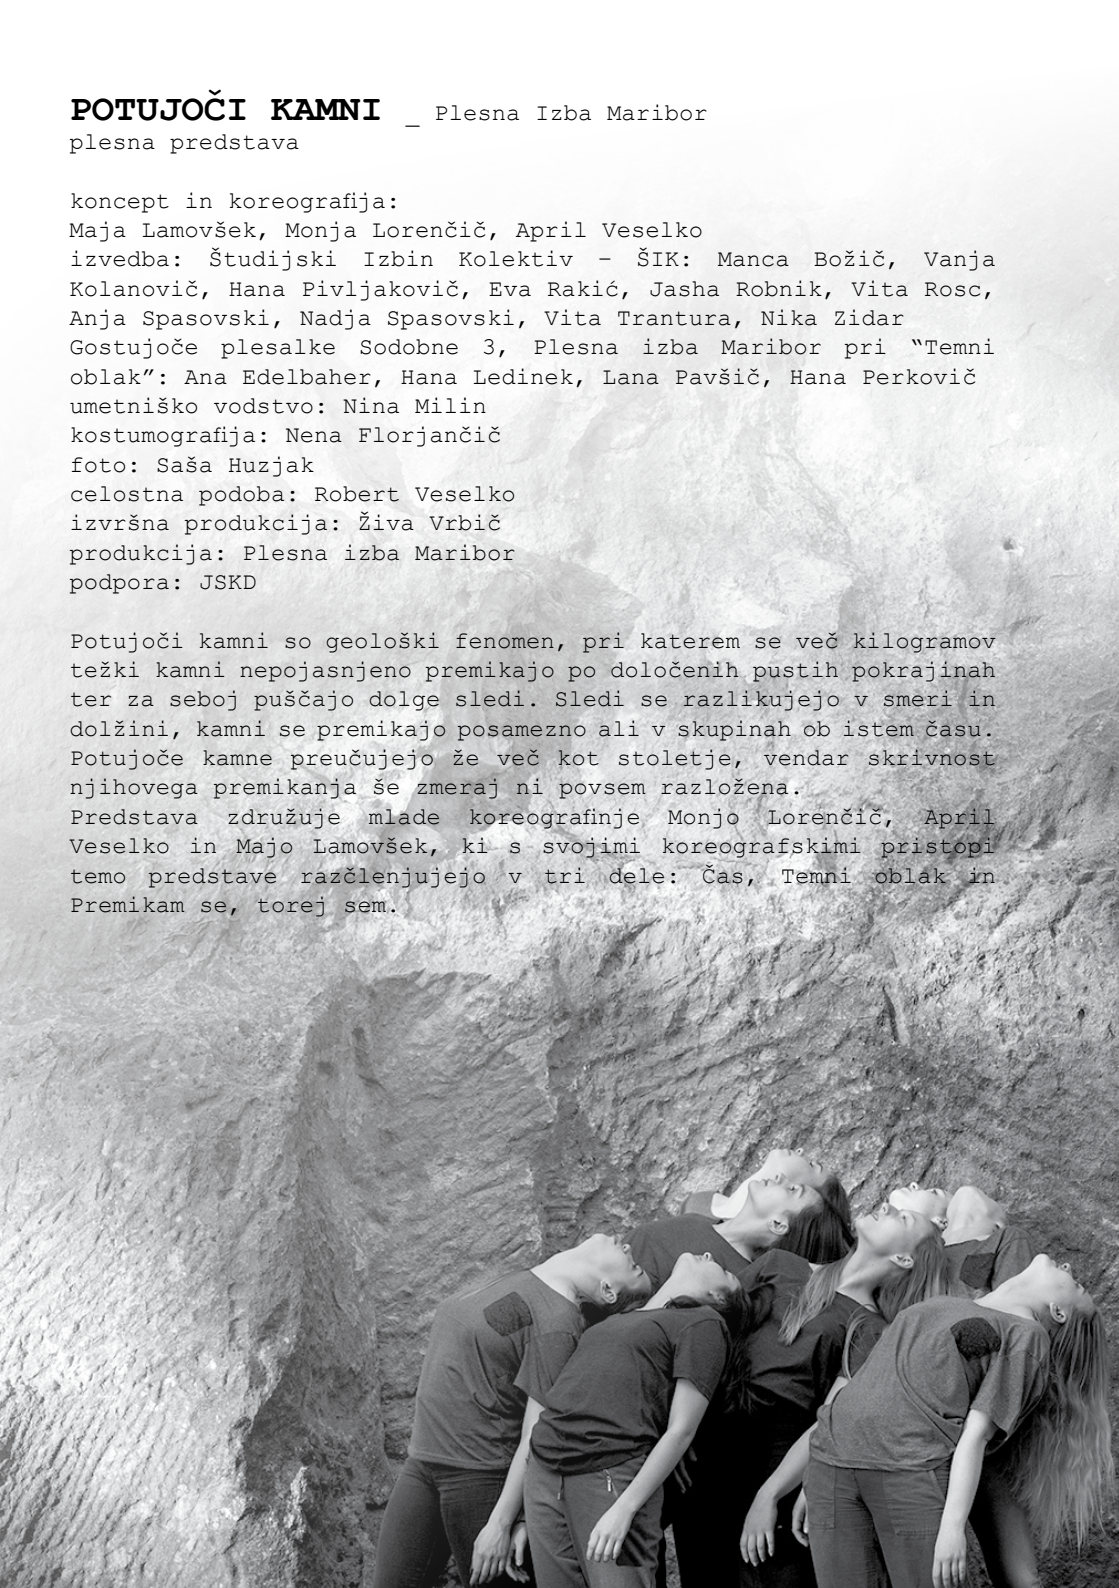 POTUJOČI KAMNI _ Plesna Izba Maribor
plesna predstava
koncept in koreografija:
Maja Lamovšek, Monja Lorenčič, April Veselko
izvedba: Študijski Izbin Kolektiv – ŠIK: Manca Božič, Vanja
Kolanovič, Hana Pivljakovič, Eva Rakić, Jasha Robnik, Vita Rosc,
Anja Spasovski, Nadja Spasovski, Vita Trantura, Nika Zidar
Gostujoče plesalke Sodobne 3, Plesna izba Maribor pri “Temni
oblak”: Ana Edelbaher, Hana Ledinek, Lana Pavšič, Hana Perkovič
umetniško vodstvo: Nina Milin
kostumografija: Nena Florjančič
foto: Saša Huzjak
celostna podoba: Robert Veselko
izvršna produkcija: Živa Vrbič
produkcija: Plesna izba Maribor
podpora: JSKD
Potujoči kamni so geološki fenomen, pri katerem se več kilogramov
težki kamni nepojasnjeno premikajo po določenih pustih pokrajinah
ter za seboj puščajo dolge sledi. Sledi se razlikujejo v smeri in
dolžini, kamni se premikajo posamezno ali v skupinah ob istem času.
Potujoče kamne preučujejo že več kot stoletje, vendar skrivnost
njihovega premikanja še zmeraj ni povsem razložena.
Predstava združuje mlade koreografinje Monjo Lorenčič, April
Veselko in Majo Lamovšek, ki s svojimi koreografskimi pristopi
temo predstave razčlenjujejo v tri dele: Čas, Temni oblak in
Premikam se, torej sem.